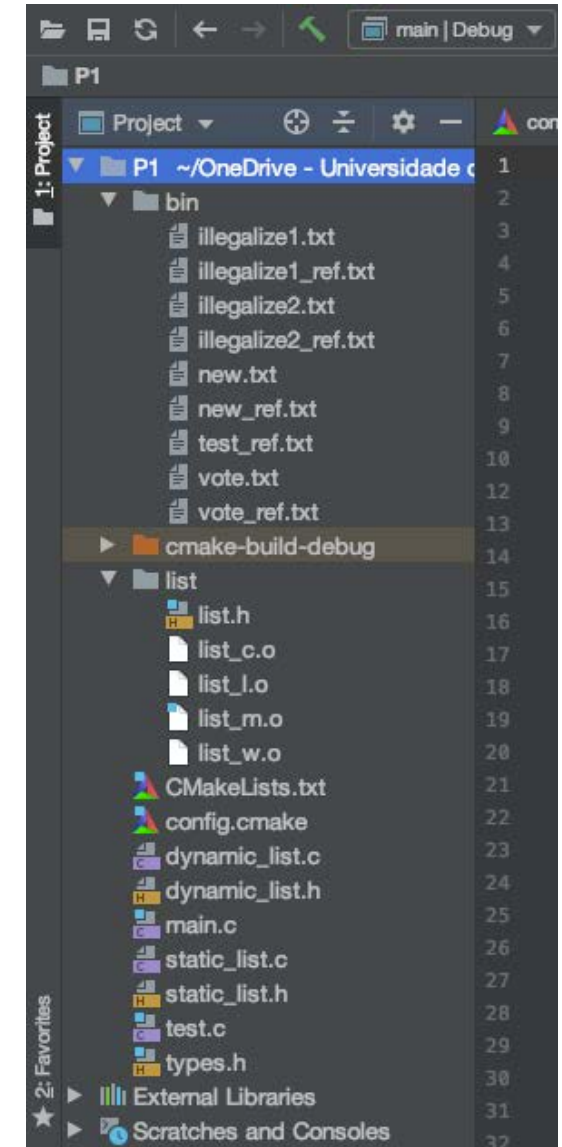 main | Debug
P1
1: Project
Project
con
P1 ~/OneDrive - Universidade c
bin
illegalize1.txt
illegalize1_ref.txt
illegalize2.txt
illegalize2_ref.txt
new.txt
new_ref.txt
test_ref.txt
vote.txt
vote_ref.txt
cmake-build-debug
list
list.h
list_c.o
list_l.o
list_m.o
list_w.o
CMakeLists.txt
config.cmake
dynamic_list.c
dynamic_list.h
main.c
static_list.c
static_list.h
test.c
types.h
External Libraries
Scratches and Consoles
2: Favorites
1
2
3
4
5
6
7
8
9
10
12
13
14
15
16
17
18
19
20
21
22
23
24
25
26
27
28
29
30
31
32